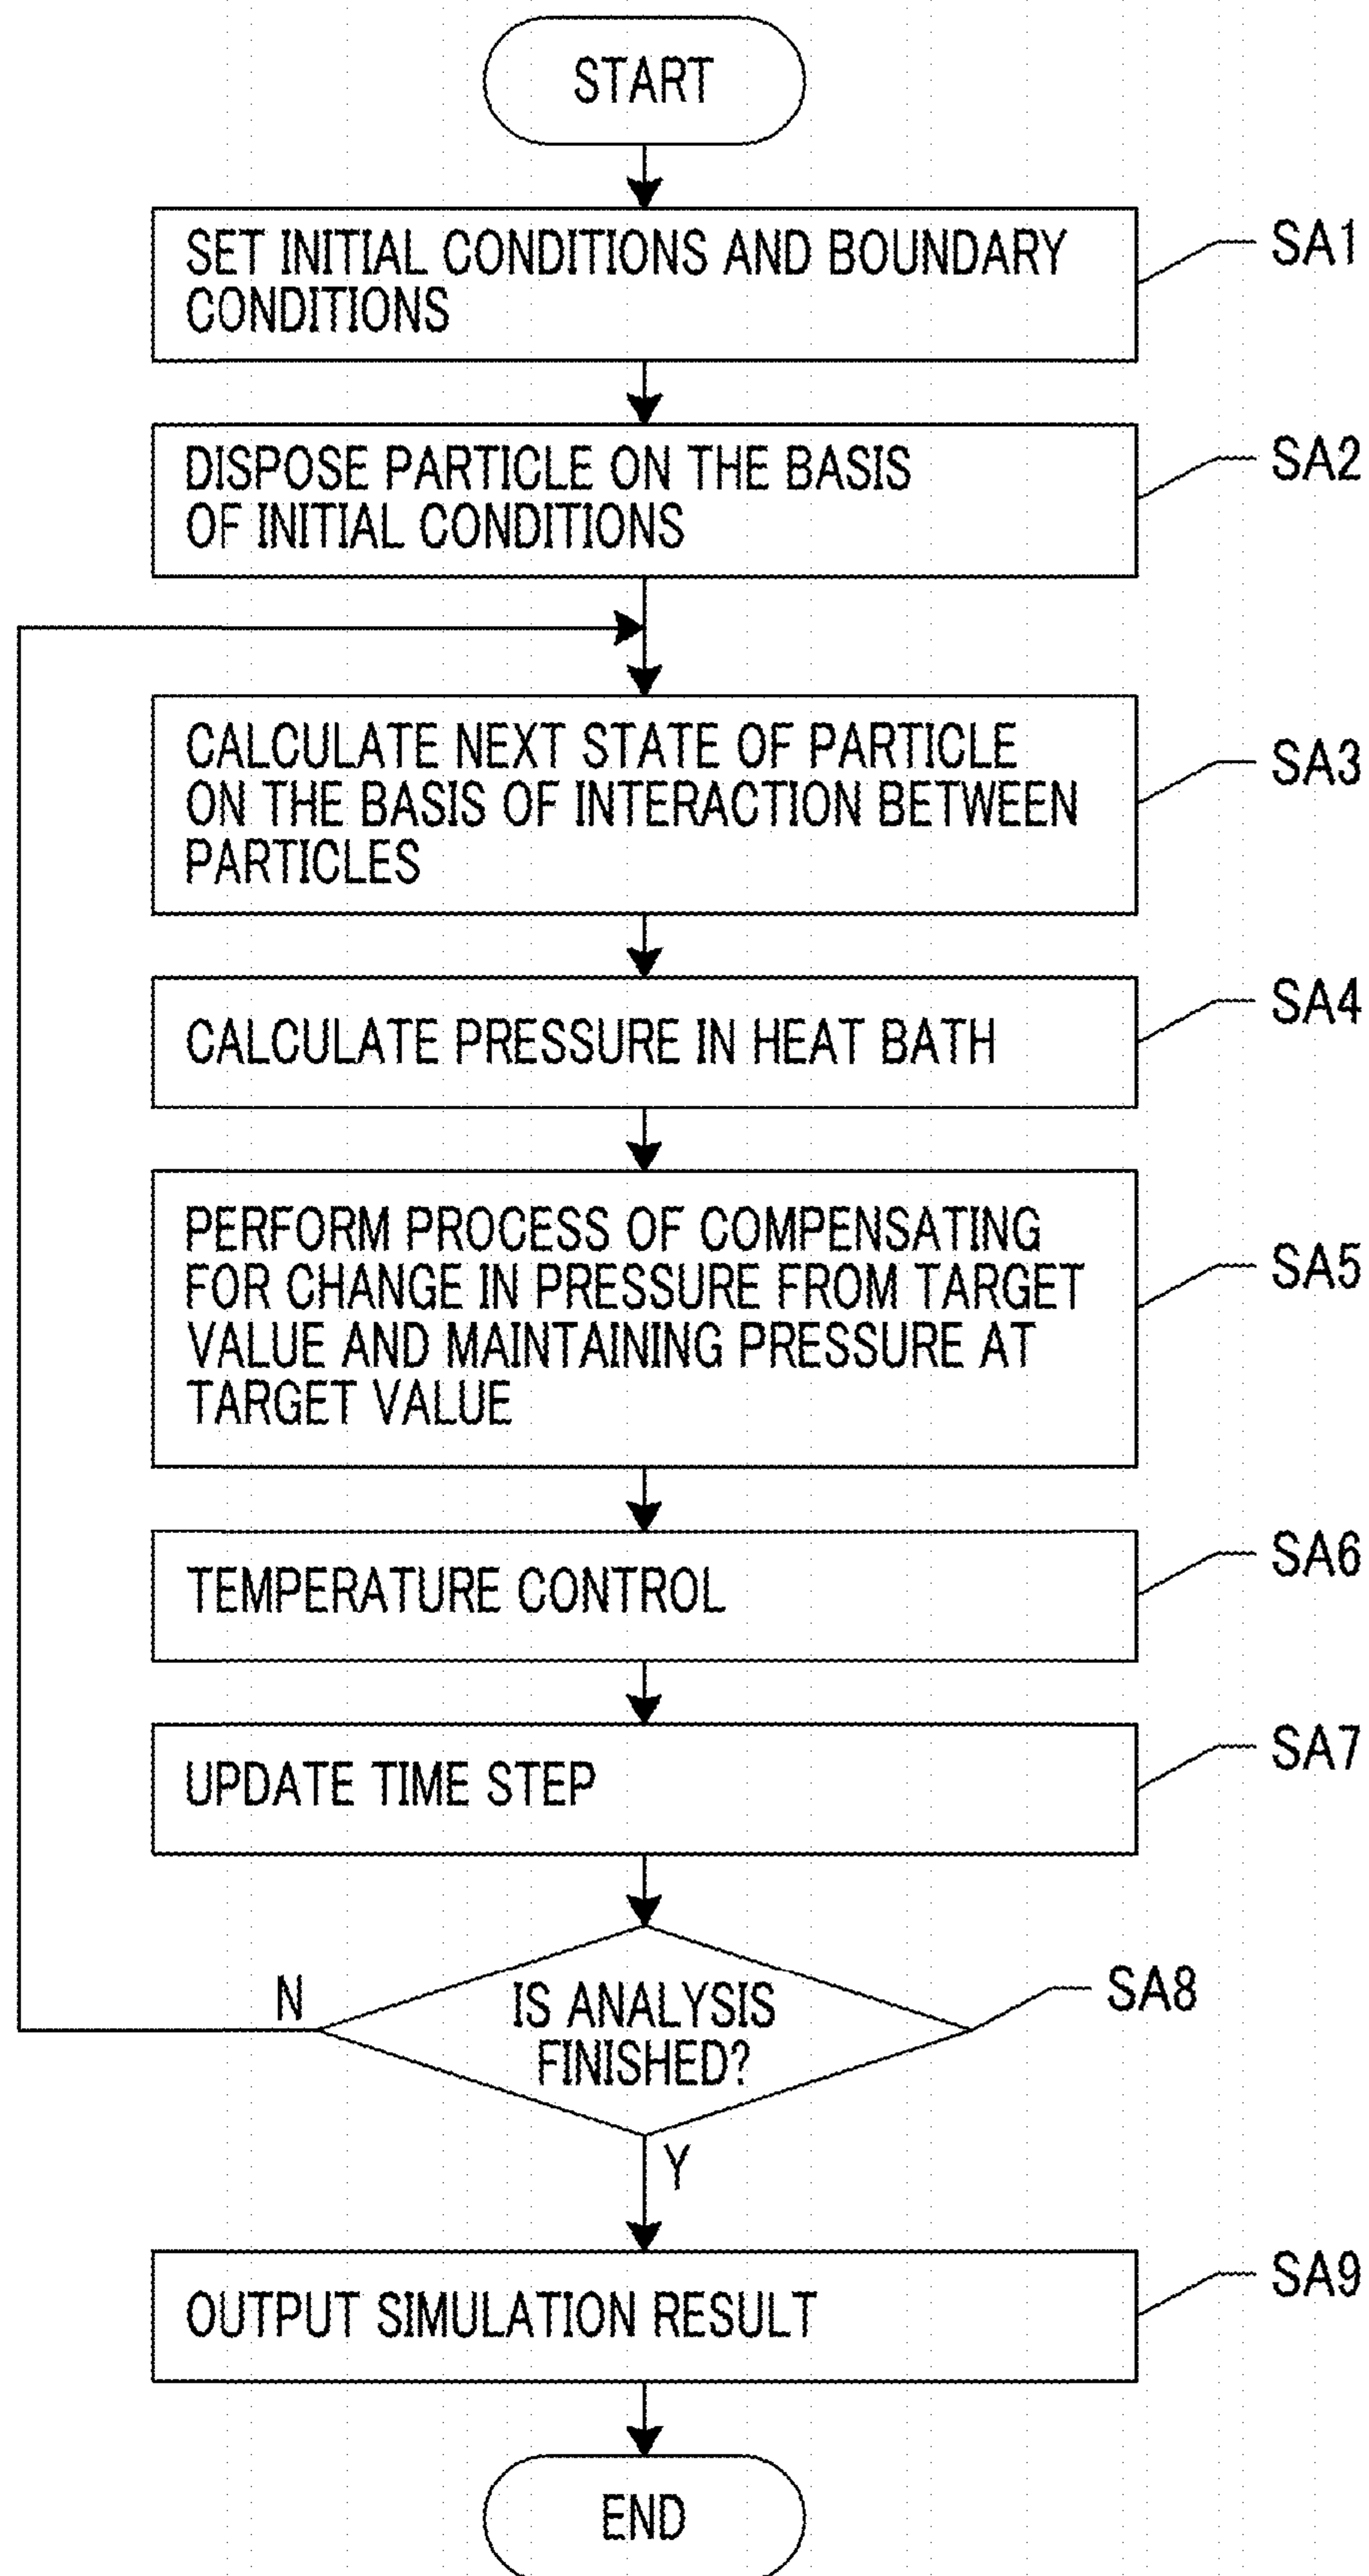 START
SET INITIAL CONDITIONS AND BOUNDARY
CONDITIONS
SA1
DISPOSE PARTICLE ON THE BASIS
OF INITIAL CONDITIONS
SA2
CALCULATE NEXT STATE OF PARTICLE
ON THE BASIS OF INTERACTION BETWEEN
PARTICLES
SA3
CALCULATE PRESSURE IN HEAT BATH
SA4
PERFORM PROCESS OF COMPENSATING
FOR CHANGE IN PRESSURE FROM TARGET
VALUE AND MAINTAINING PRESSURE AT
TARGET VALUE
SA5
TEMPERATURE CONTROL
SA6
UPDATE TIME STEP
SA7
N
IS ANALYSIS
FINISHED?
SA8
Y
OUTPUT SIMULATION RESULT
SA9
END